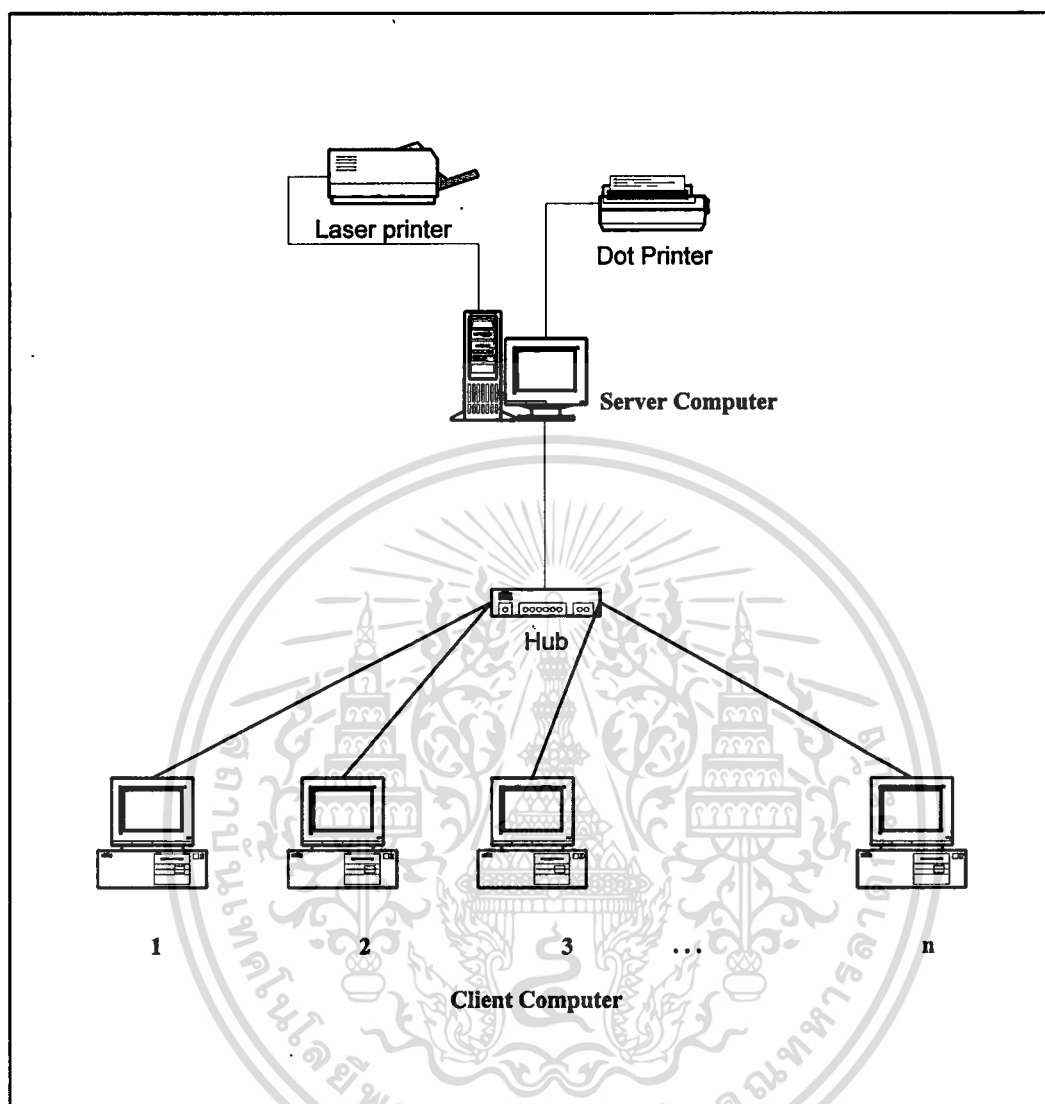 Laser printer
Dot Printer
Server Computer
Hub
1 2 3 ... n
Client Computer